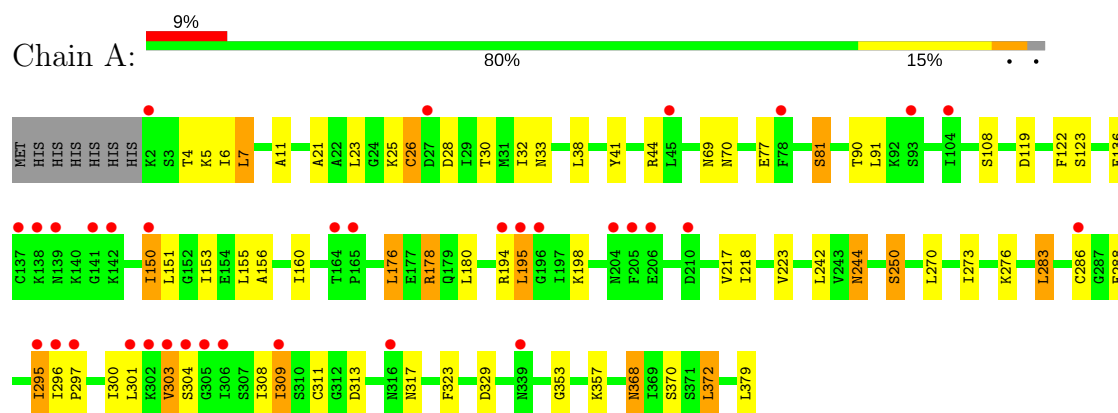 9%
Chain A:
80% 15% • •
MET HIS HIS HIS HIS HIS HIS K2 S3 T4 K5 I6 L7 A11 A21 A22 L23 G24 K25 C26 D27 D28 I29 T30 M31 I32 N33 L38 Y41 R44 L45 N69 N70 E77 F78 S81 T90 L91 K92 S93 I104 S108 D119 F122 S123
C137 K138 N139 K140 G141 K142 I150 L151 G152 I153 E154 L155 A156 I160 T164 P165 L176 E177 R178 Q179 L180 R194 L195 G196 I197 K198 N204 F205 E206 D210 V217 I218 V223 L242 V243 N244 S250 L270 I273 K276 L283 C286 G287
I295 I296 P297 I300 L301 K302 V303 S304 G305 I306 S307 I308 I309 S310 C311 G312 D313 N316 N317 F323 D329 N339 G353 K357 N368 I369 S370 S371 L372 L379